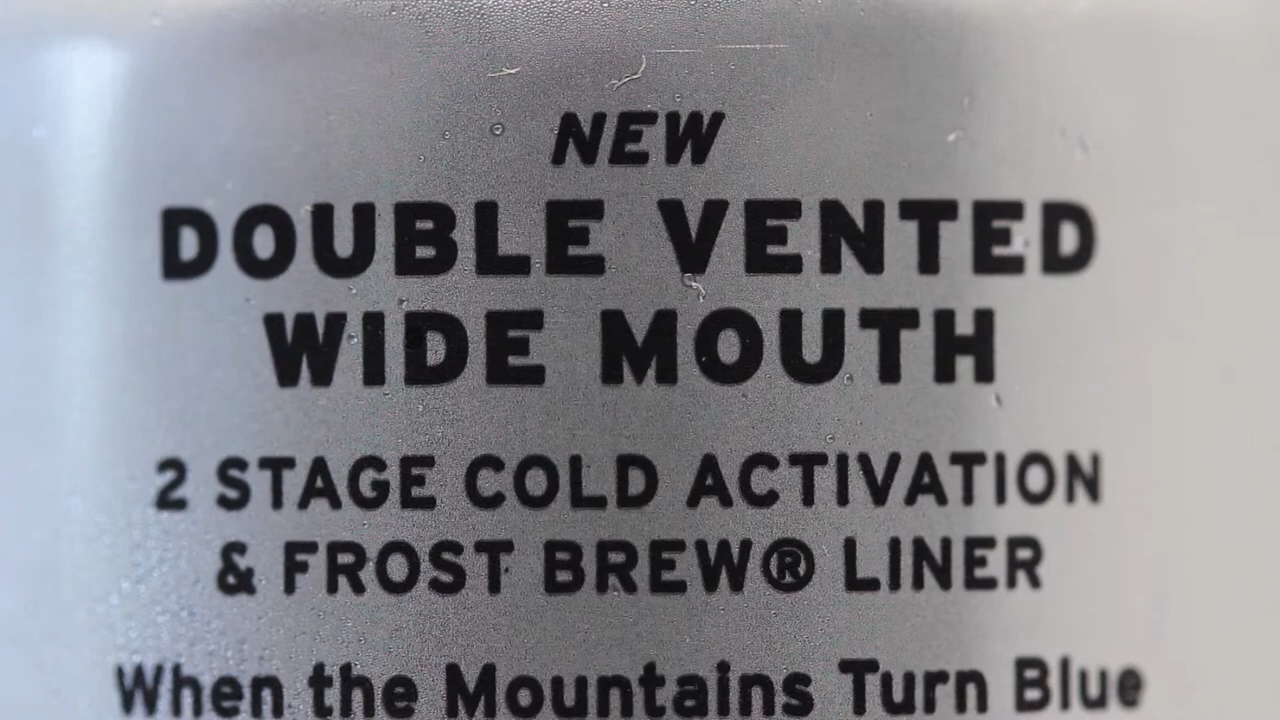 NEW
DOUBLE VENTED
WIDE MOUTH
2 STAGE COLD ACTIVATION
& FROST BREW® LINER
When the Mountains Turn Blue